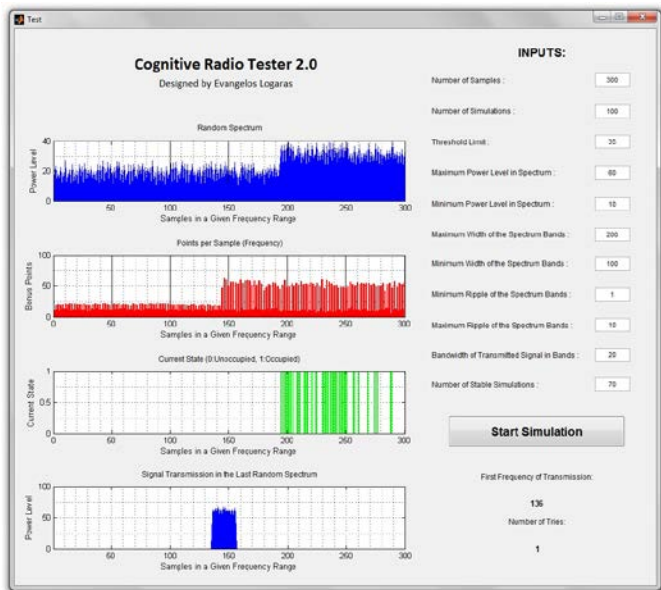 Test
Cognitive Radio Tester 2.0
Designed by Evangelos Logaras
Random Spectrum
Power Level
40
20
0
50
100
150
200
250
300
Samples in a Given Frequency Range
Points per Sample (Frequency)
Bonus Points
100
50
0
0
50
100
150
200
250
300
Samples in a Given Frequency Range
Current State (0:Unoccupied, 1:Occupied)
Current State
1
0.5
0
0
50
100
150
200
250
300
Samples in a Given Frequency Range
Signal Transmission in the Last Random Spectrum
Power Level
100
50
0
50
100
150
200
250
300
Samples in a Given Frequency Range
INPUTS:
Number of Samples : 300
Number of Simulations : 100
Threshold Limit :
Maximum Power Level in Spectrum : 60
Minimum Power Level in Spectrum : 10
Maximum Width of the Spectrum Bands : 200
Minimum Width of the Spectrum Bands : 100
Minimum Ripple of the Spectrum Bands : 1
Maximum Ripple of the Spectrum Bands : 10
Bandwidth of Transmitted Signal in Bands : 20
Number of Stable Simulations : 70
Start Simulation
First Frequency of Transmission:
136
Number of Tries:
1